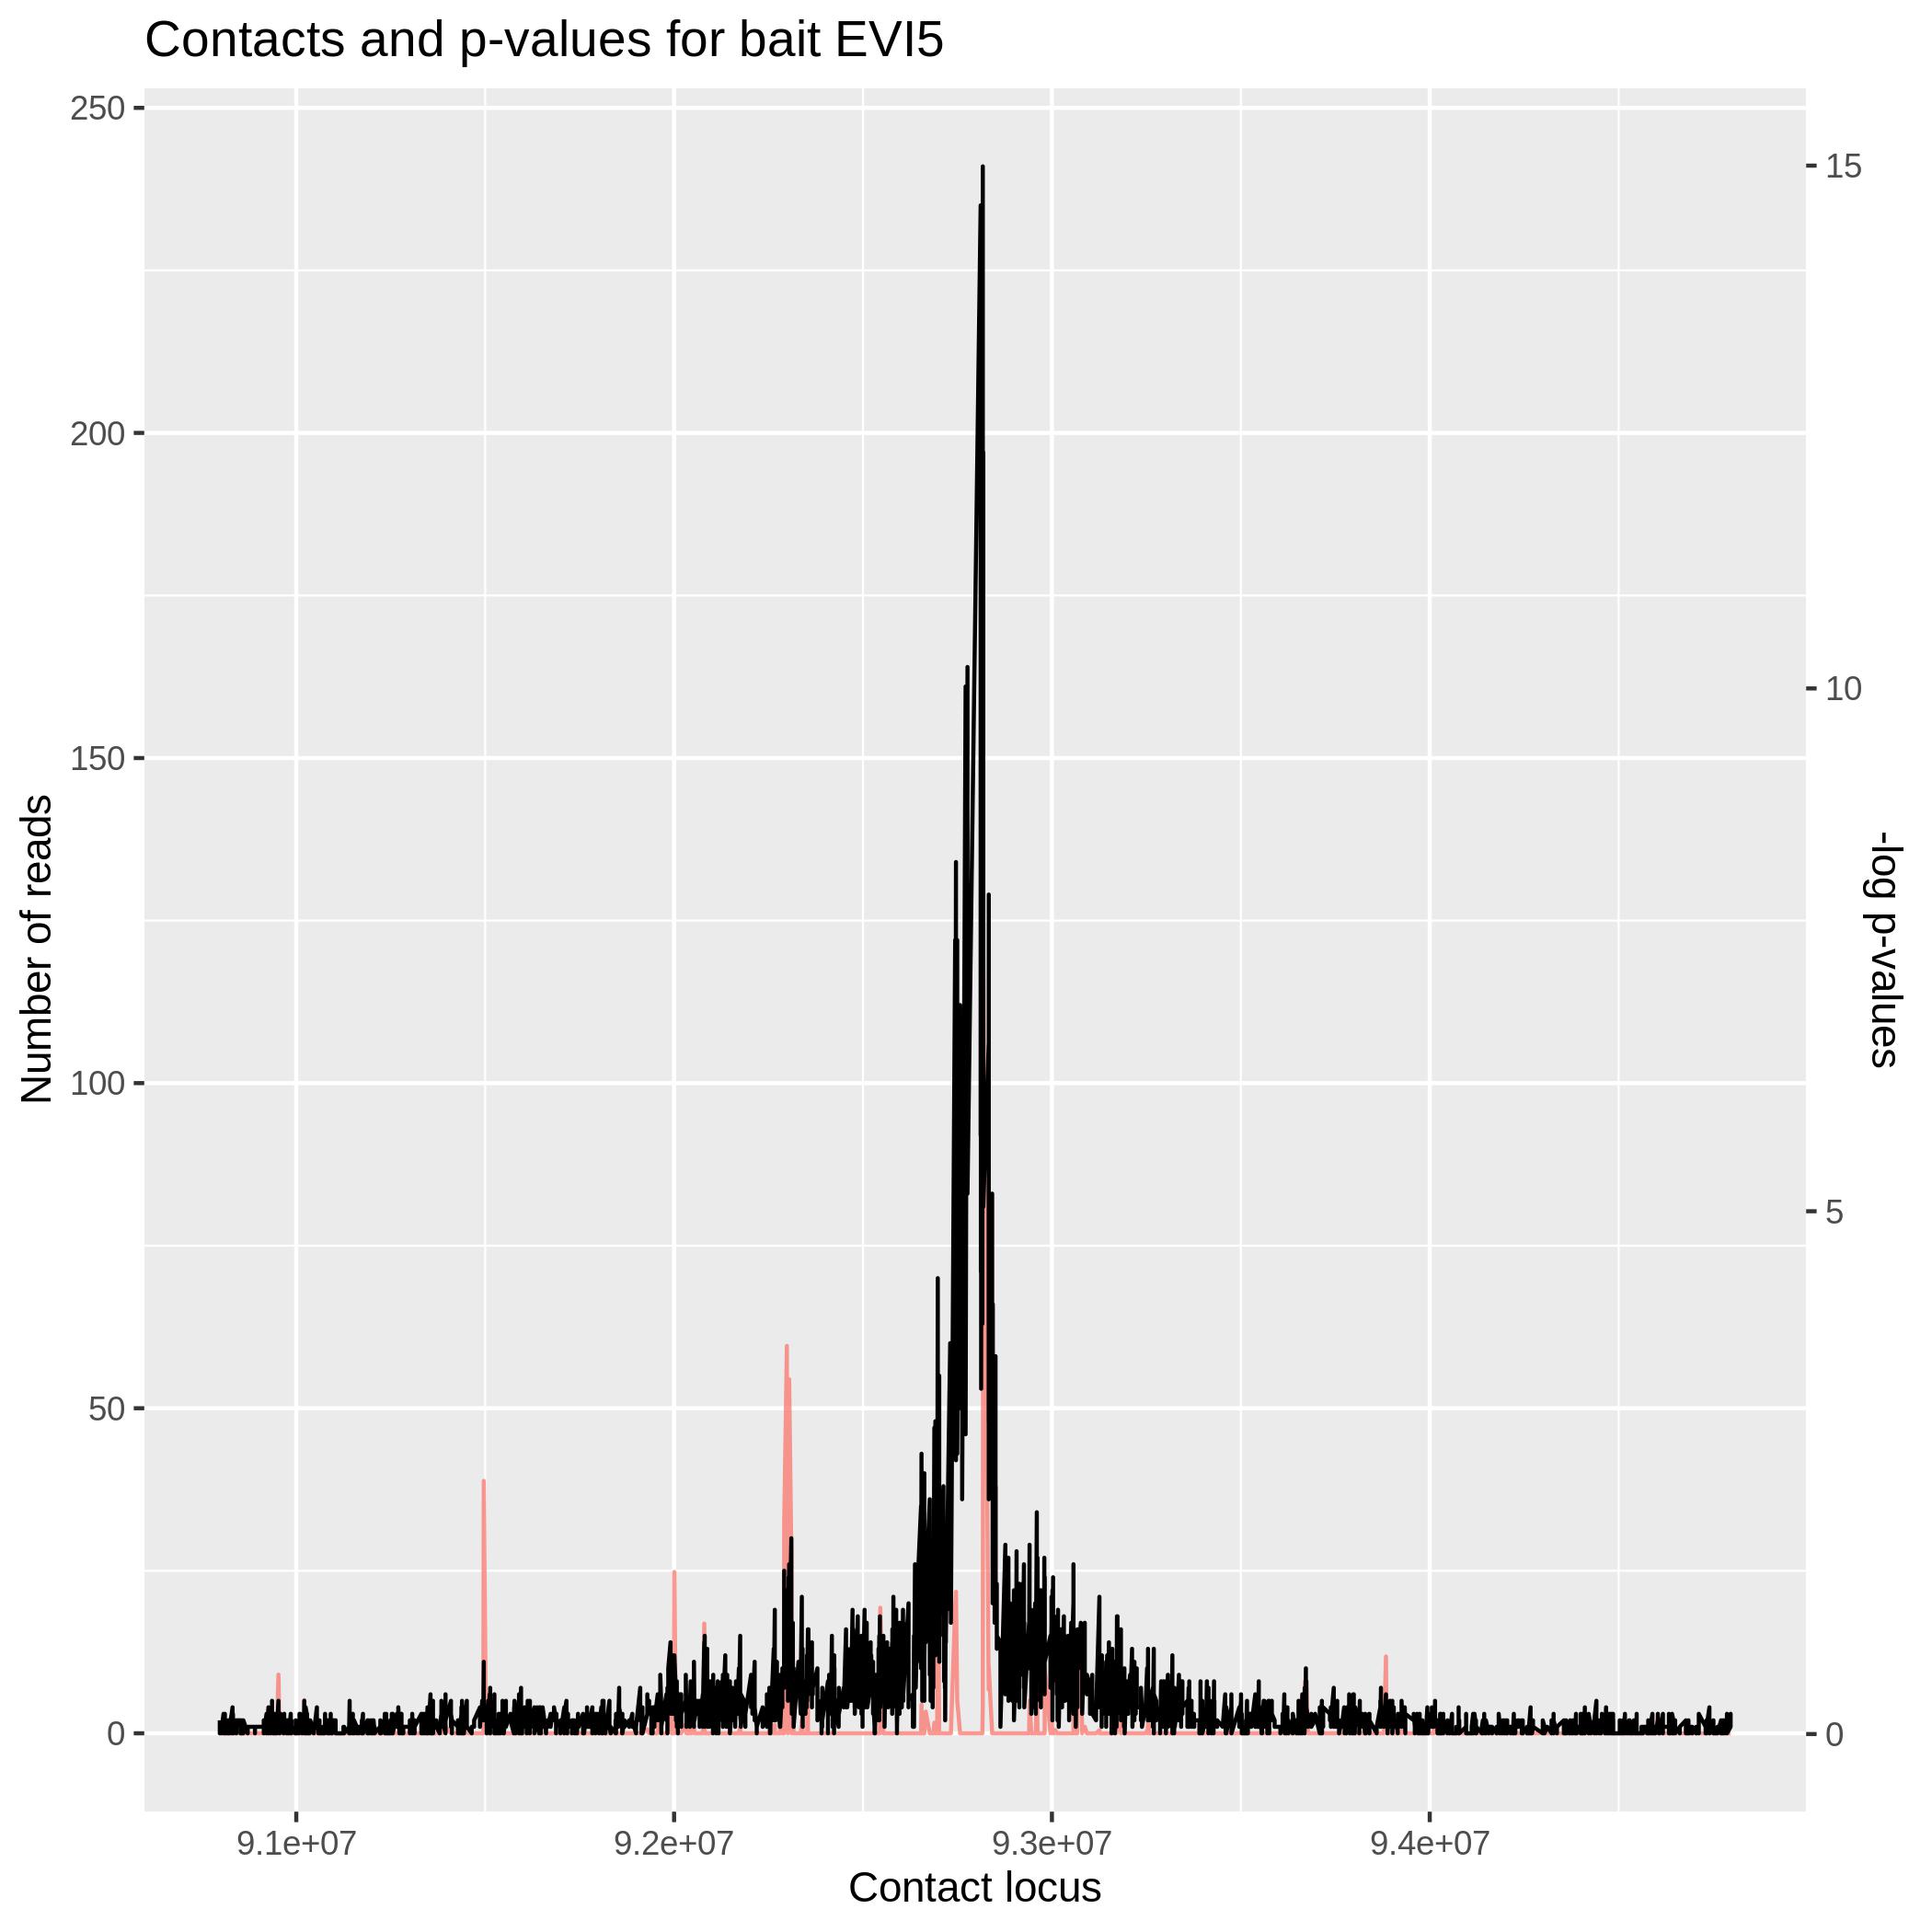 Contacts and p-values for bait EVI5
250
200
150
100
50
0
Number of reads
15
10
5
0
-log p-values
9.1e+07
9.2e+07
9.3e+07
9.4e+07
Contact locus